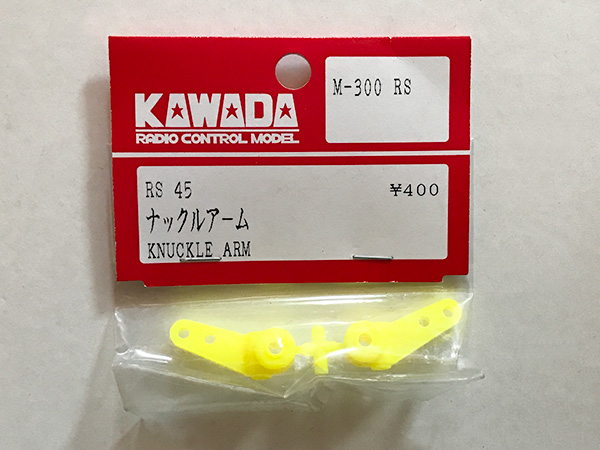 KAWADA
RADIO CONTROL MODEL
M-300 RS
RS 45
¥400
ナックルアーム
KNUCKLE ARM